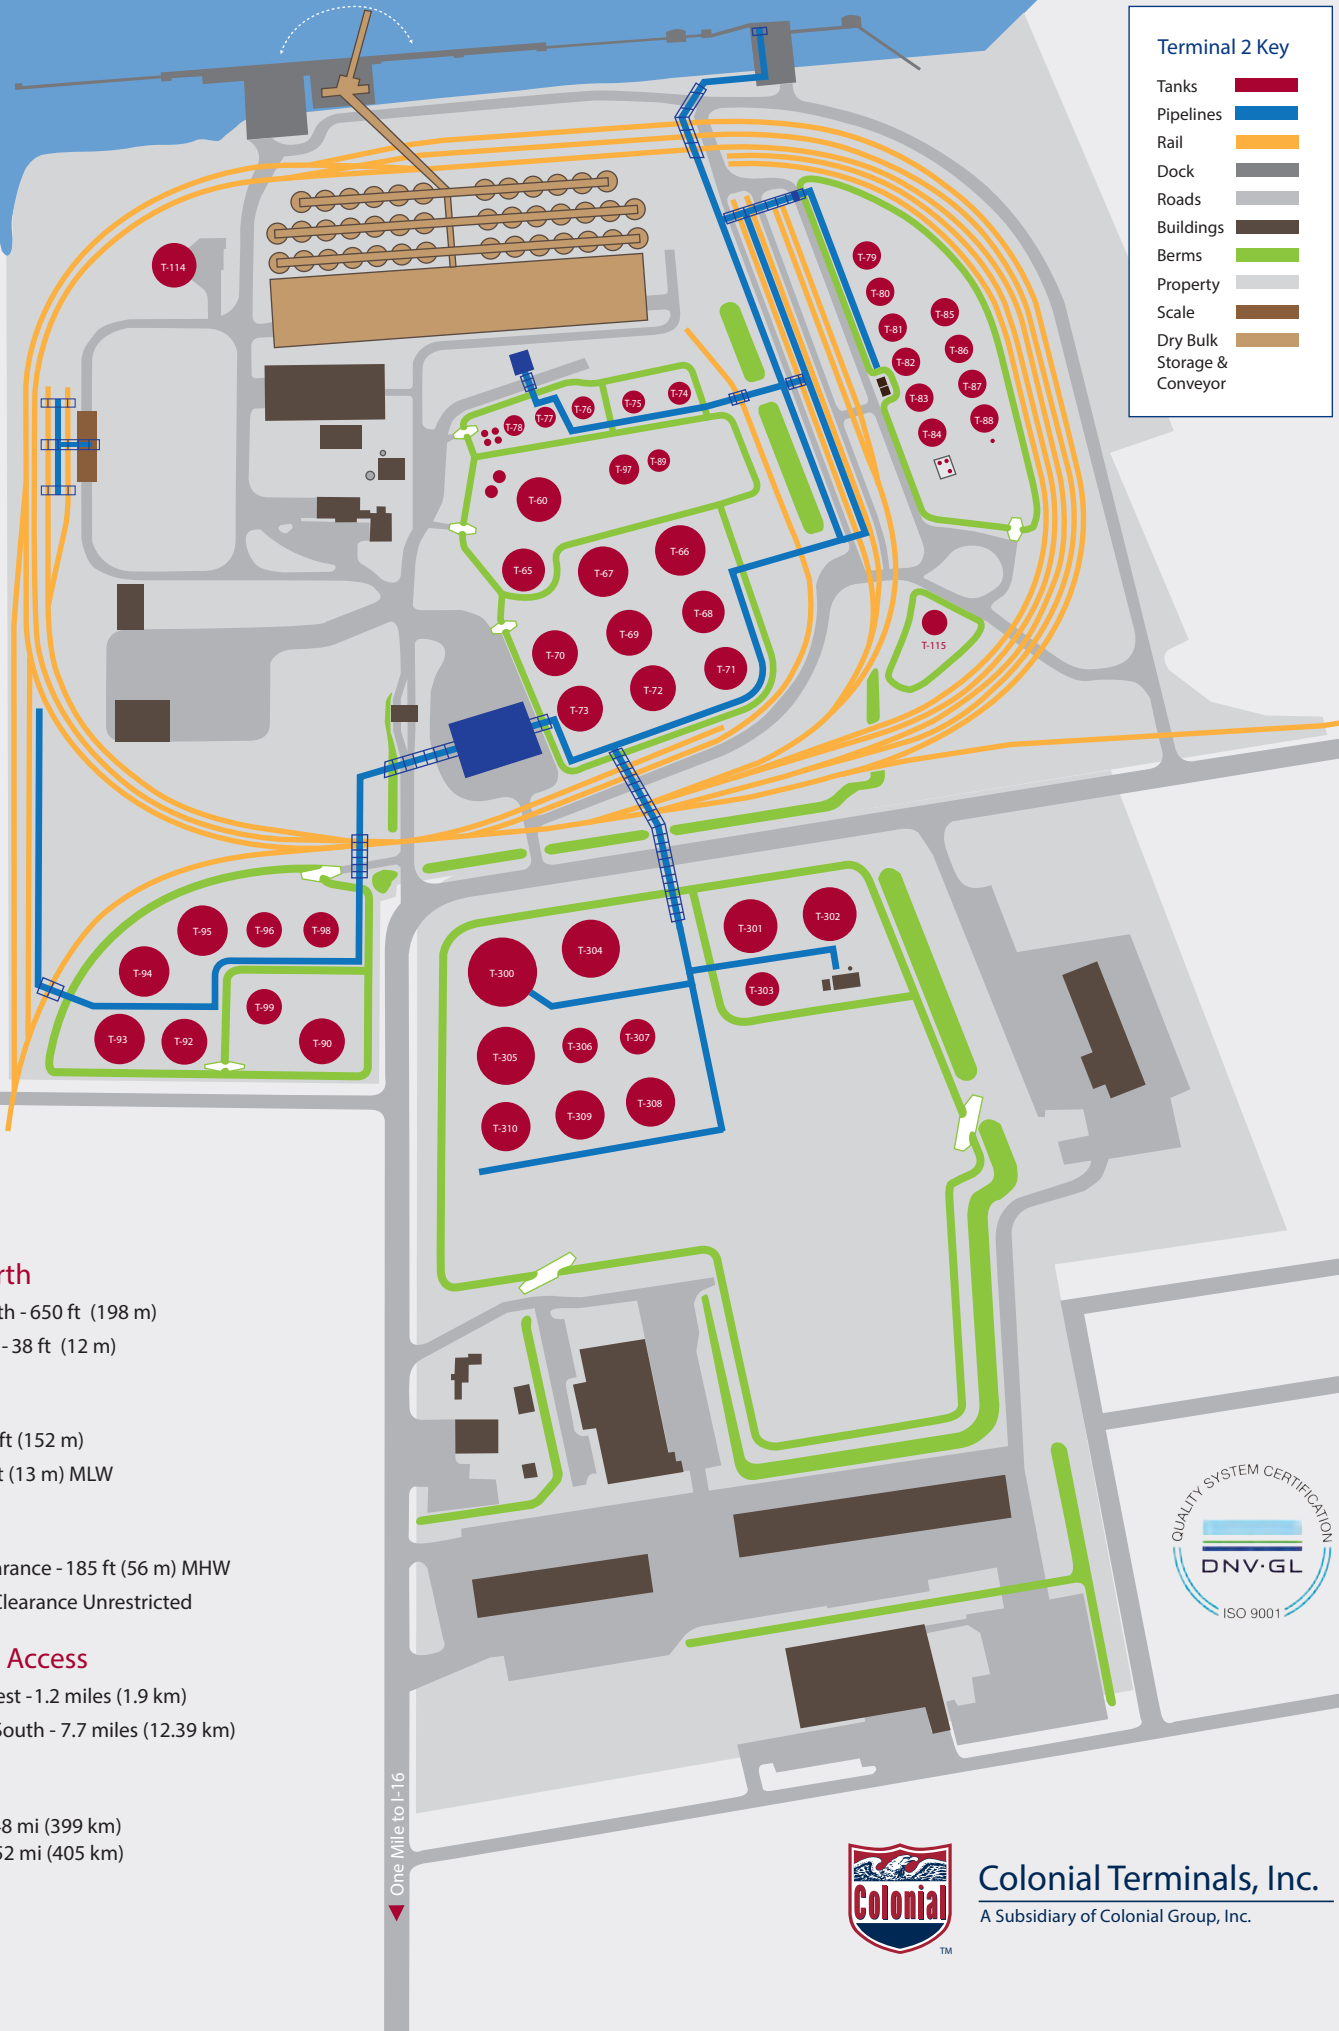 Terminal 2 Key
Tanks
Pipelines
Rail
Dock
Roads
Buildings
Berms
Property
Scale
Dry Bulk
Storage &
Conveyor
T-114
T-79
T-80
T-81
T-82
T-83
T-84
T-85
T-86
T-87
T-88
T-74
T-75
T-76
T-77
T-78
T-97
T-89
T-60
T-65
T-66
T-67
T-68
T-69
T-70
T-71
T-72
T-73
T-115
T-95
T-96
T-98
T-94
T-99
T-93
T-92
T-90
T-300
T-304
T-301
T-302
T-303
T-305
T-306
T-307
T-308
T-309
T-310
rth
th - 650 ft (198 m)
- 38 ft (12 m)
ft (152 m)
t (13 m) MLW
arance - 185 ft (56 m) MHW
Clearance Unrestricted
Access
est - 1.2 miles (1.9 km)
South - 7.7 miles (12.39 km)
8 mi (399 km)
52 mi (405 km)
One Mile to I-16
QUALITY SYSTEM CERTIFICATION
DNV·GL
ISO 9001
Colonial
TM
Colonial Terminals, Inc.
A Subsidiary of Colonial Group, Inc.